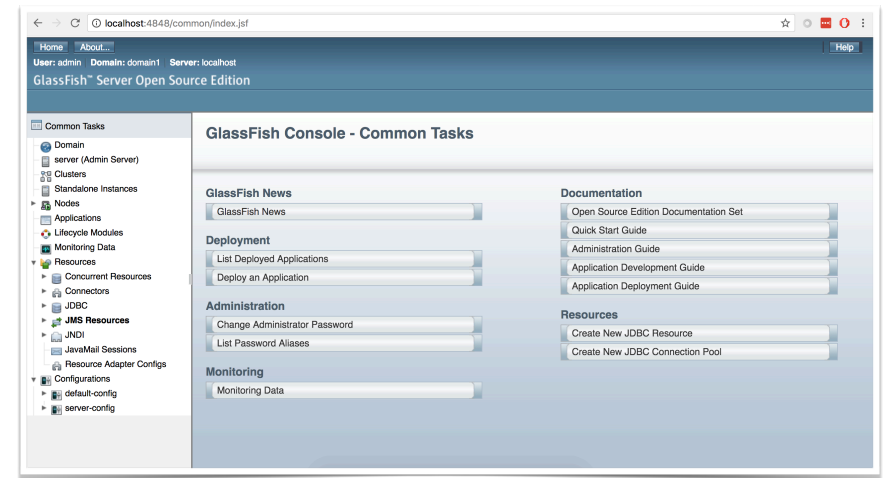 localhost:4848/common/index.jsf
Home About... Help
User: admin Domain: domain1 Server: localhost
GlassFish™ Server Open Source Edition
Common Tasks
Domain
server (Admin Server)
Clusters
Standalone Instances
Nodes
Applications
Lifecycle Modules
Monitoring Data
Resources
Concurrent Resources
Connectors
JDBC
JMS Resources
JNDI
JavaMail Sessions
Resource Adapter Configs
Configurations
default-config
server-config
GlassFish Console - Common Tasks
GlassFish News
GlassFish News
Deployment
List Deployed Applications
Deploy an Application
Administration
Change Administrator Password
List Password Aliases
Monitoring
Monitoring Data
Documentation
Open Source Edition Documentation Set
Quick Start Guide
Administration Guide
Application Development Guide
Application Deployment Guide
Resources
Create New JDBC Resource
Create New JDBC Connection Pool